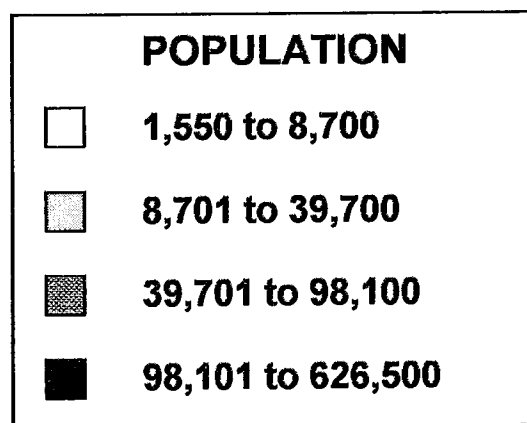 POPULATION
1,550 to 8,700
8,701 to 39,700
39,701 to 98,100
98,101 to 626,500